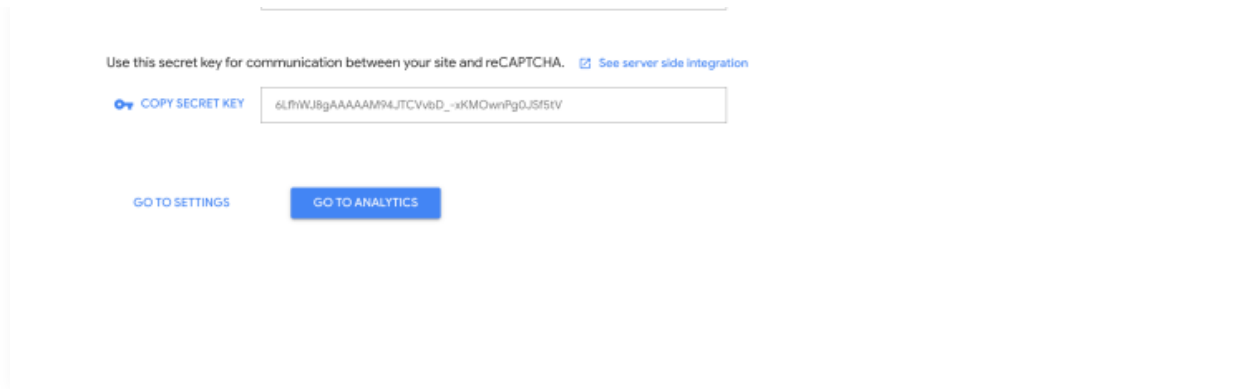 Use this secret key for communication between your site and reCAPTCHA. See server side integration
COPY SECRET KEY 6LfhWJ8gAAAAAM94JTCVvbD_-xKMOwnPg0JSf5tV
GO TO SETTINGS GO TO ANALYTICS